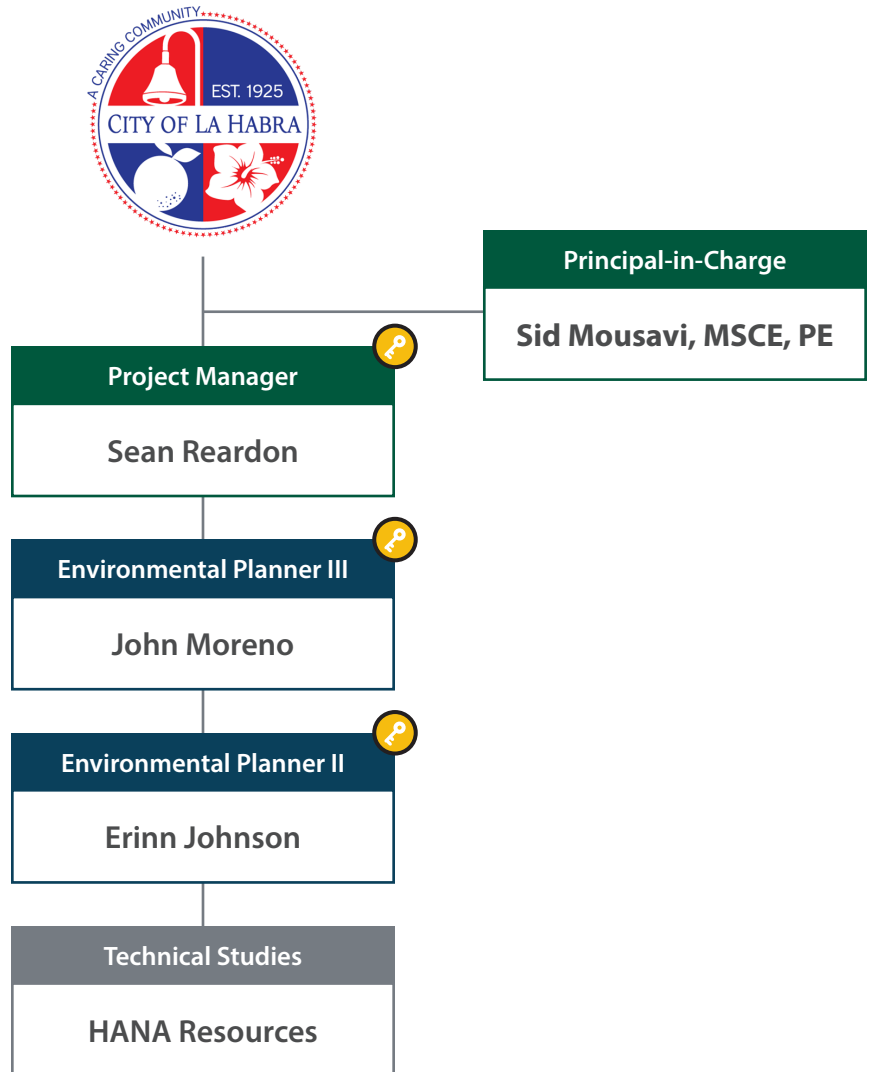 A CARING COMMUNITY
EST. 1925
CITY OF LA HABRA
Principal-in-Charge
Sid Mousavi, MSCE, PE
Project Manager
Sean Reardon
Environmental Planner III
John Moreno
Environmental Planner II
Erinn Johnson
Technical Studies
HANA Resources